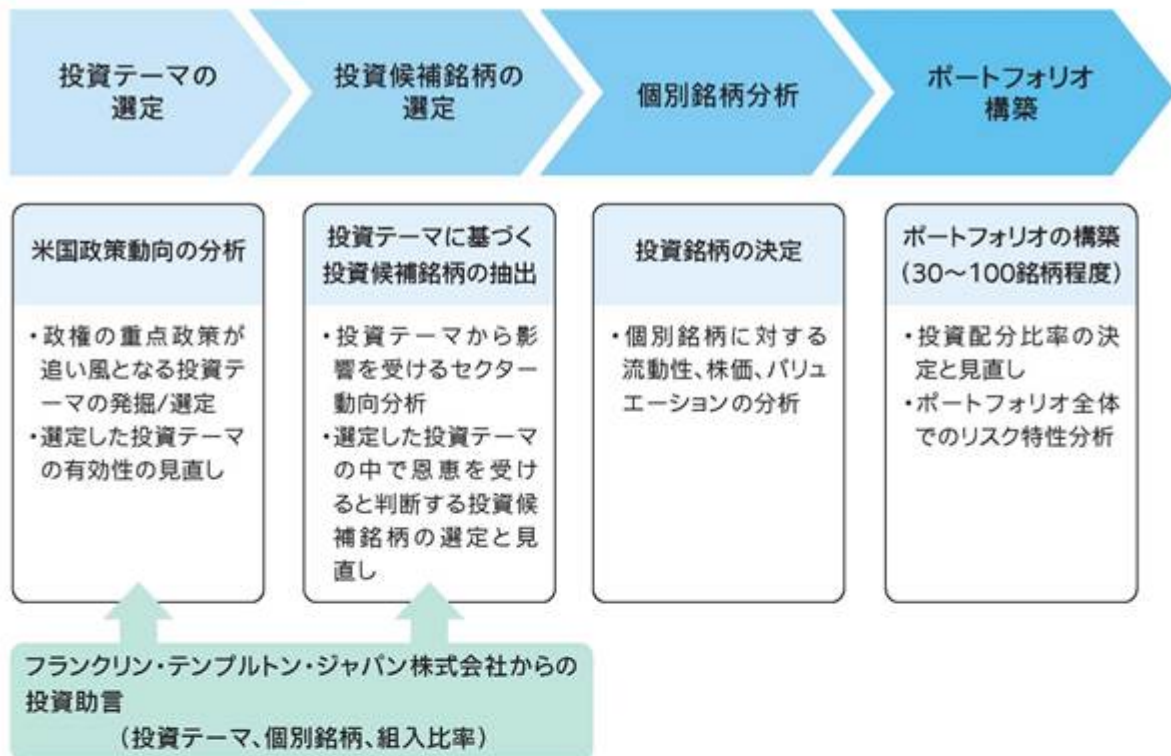 投資テーマの
選定
投資候補銘柄の
選定
個別銘柄分析
ポートフォリオ
構築
米国政策動向の分析
・政権の重点政策が
追い風となる投資テ
ーマの発掘/選定
・選定した投資テーマ
の有効性の見直し
投資テーマに基づく
投資候補銘柄の抽出
・投資テーマから影
響を受けるセクター
動向分析
・選定した投資テーマ
の中で恩恵を受け
ると判断する投資候
補銘柄の選定と見
直し
投資銘柄の決定
・個別銘柄に対する
流動性、株価、バリュ
エーションの分析
ポートフォリオの構築
(30～100銘柄程度)
・投資配分比率の決
定と見直し
・ポートフォリオ全体
でのリスク特性分析
フランクリン・テンプルトン・ジャパン株式会社からの
投資助言
(投資テーマ、個別銘柄、組入比率)